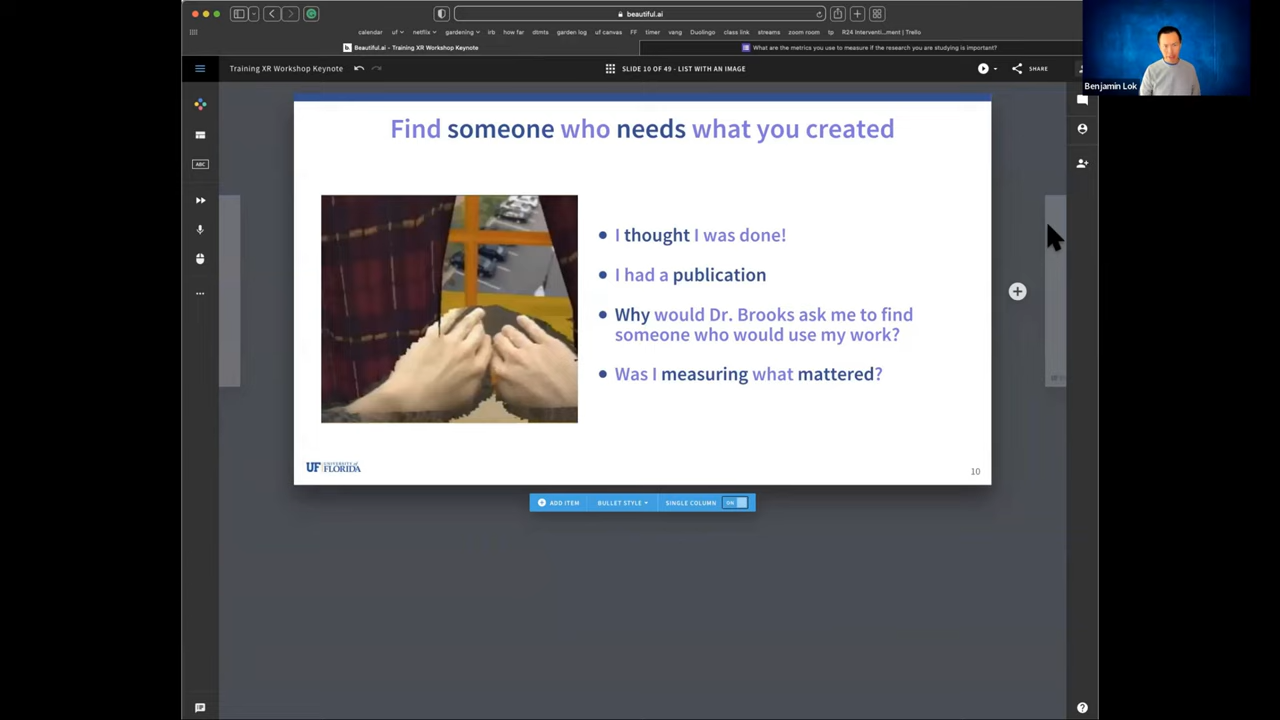 beautiful.ai
calendar uf netflix gardening irb how far dtmts garden log uf canvas FF timer vang Duolingo class link streams zoom room tp R24 Interventi...ment | Trello
b Beautiful.ai - Training XR Workshop Keynote
What are the metrics you use to measure if the research you are studying is important?
Training XR Workshop Keynote
SLIDE 10 OF 49 - LIST WITH AN IMAGE
SHARE
Benjamin Lok
ABC
Find someone who needs what you created
• I thought I was done!
• I had a publication
• Why would Dr. Brooks ask me to find
someone who would use my work?
• Was I measuring what mattered?
UF UNIVERSITY of FLORIDA
10
ADD ITEM BULLET STYLE SINGLE COLUMN ON